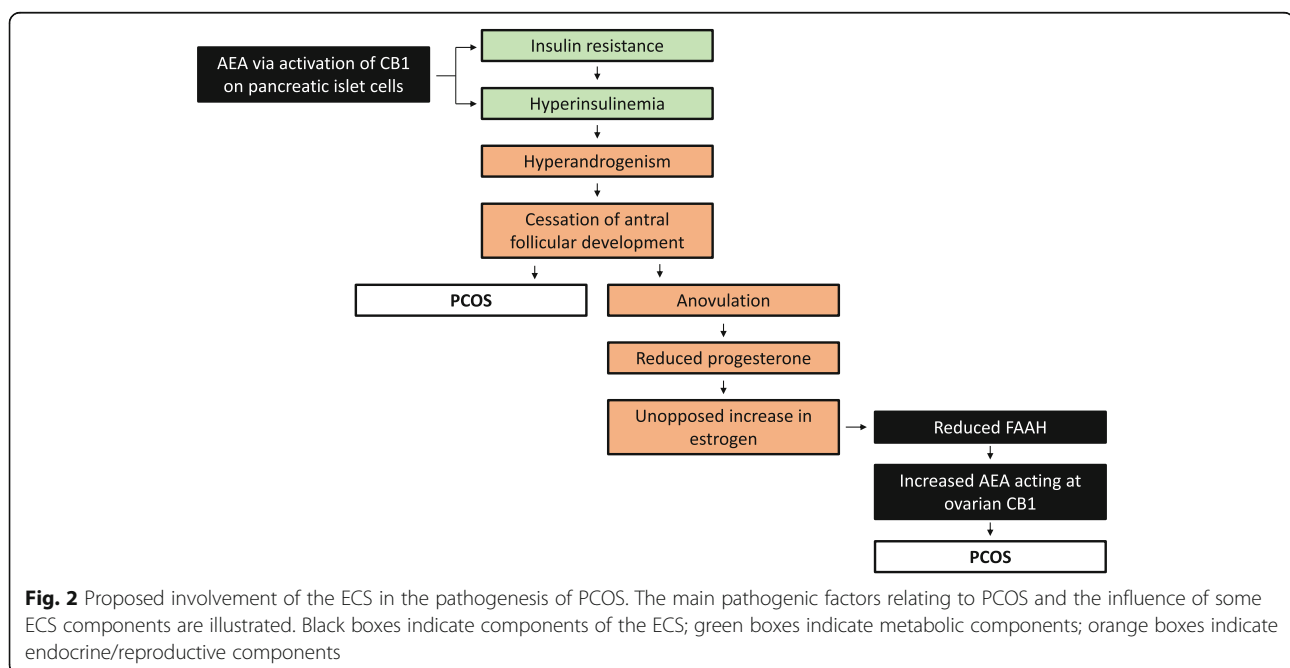 Insulin resistance
AEA via activation of CB1
on pancreatic islet cells
Hyperinsulinemia
Hyperandrogenism
Cessation of antral
follicular development
PCOS
Anovulation
Reduced progesterone
Unopposed increase in
estrogen
Reduced FAAH
Increased AEA acting at
ovarian CB1
PCOS
Fig. 2 Proposed involvement of the ECS in the pathogenesis of PCOS. The main pathogenic factors relating to PCOS and the influence of some
ECS components are illustrated. Black boxes indicate components of the ECS; green boxes indicate metabolic components; orange boxes indicate
endocrine/reproductive components